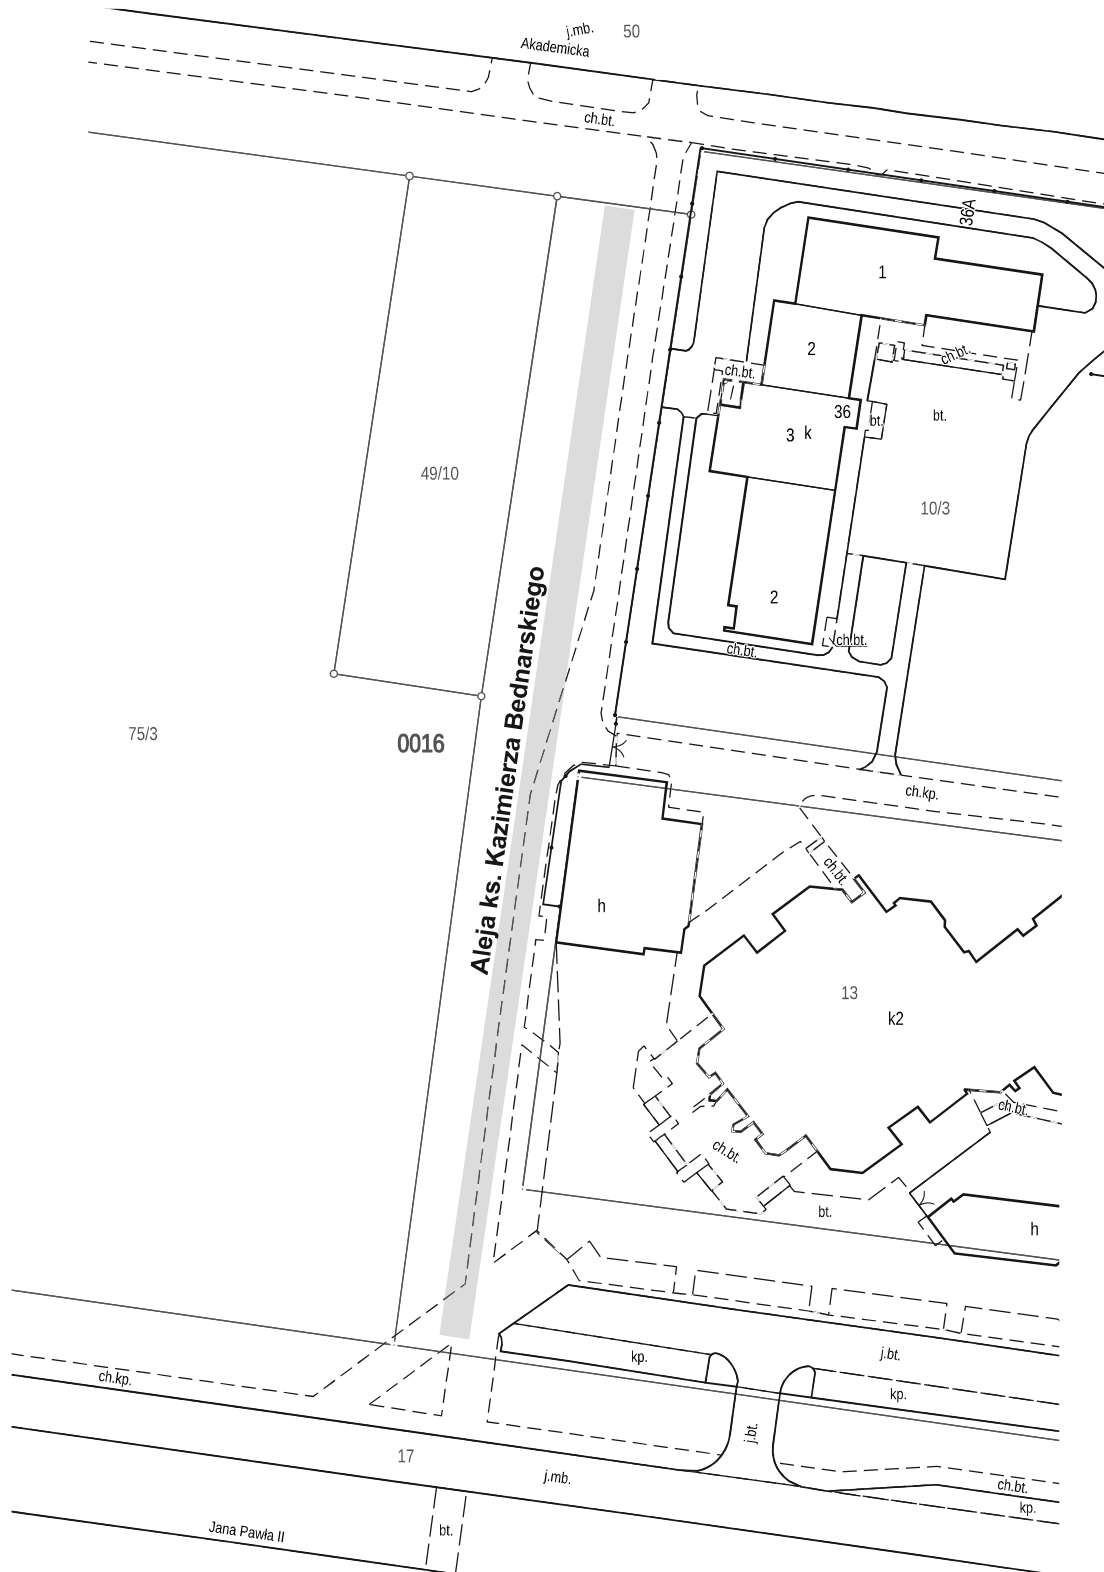 j.mb.
50
Akademicka
ch.bt.
36A
1
2
ch.bt.
ch.bt.
36
bt.
bt.
3
k
49/10
10/3
2
ch.bt.
ch.bt.
Aleja ks. Kazimierza Bednarskiego
75/3
0016
ch.kp.
ch.bt.
h
13
k2
ch.bt.
ch.bt.
bt.
h
kp.
j.bt.
ch.kp.
kp.
j.bt.
17
j.mb.
ch.bt.
kp.
Jana Pawła II
bt.